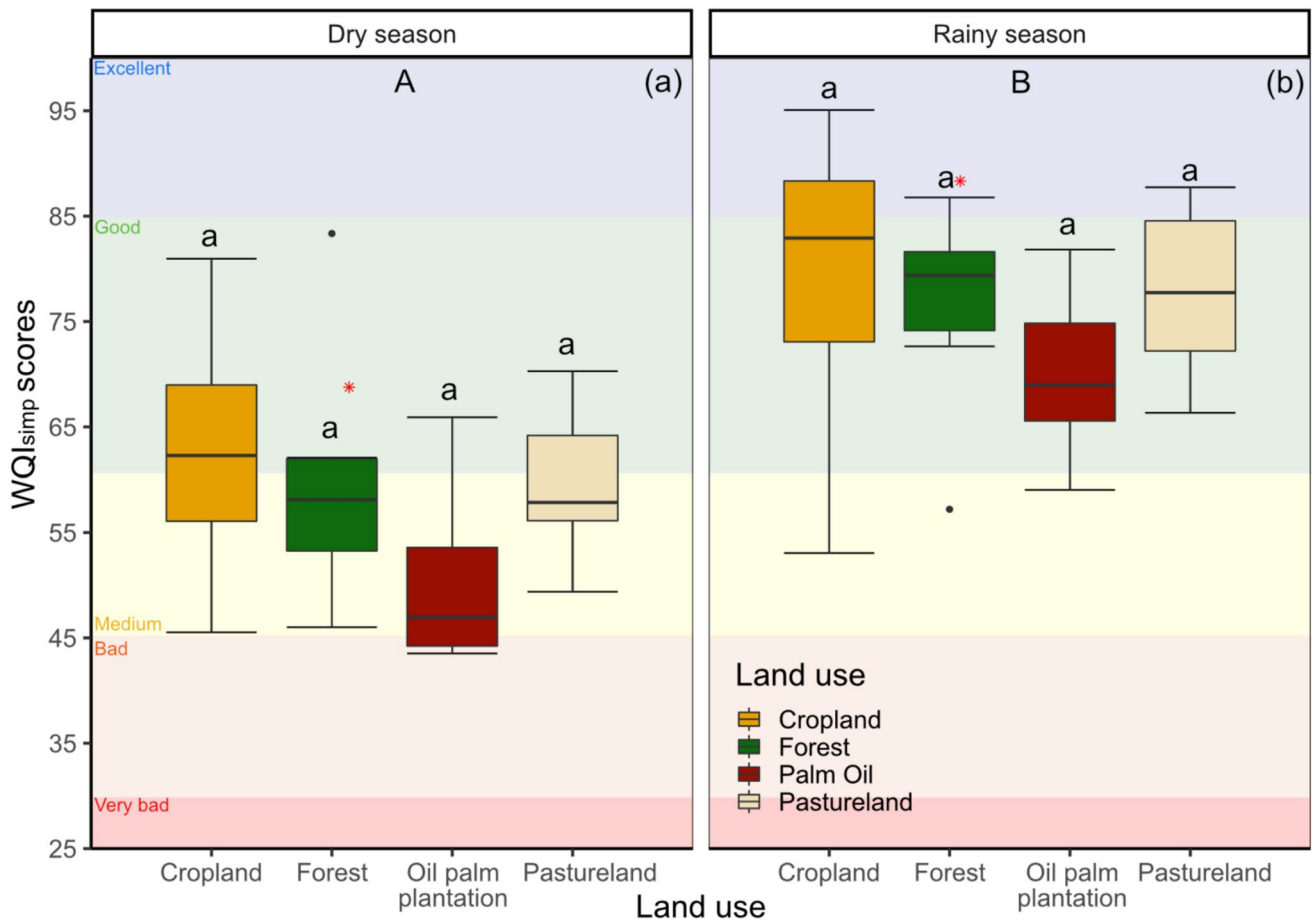 Dry season
Rainy season
Excellent
A
(a)
B
(b)
95
a
a*
a
85
Good
a
a
75
a
a
*
65
a
WQIsimp scores
55
Medium
45
Bad
Land use
Cropland
Forest
Palm Oil
Pastureland
35
Very bad
25
Cropland
Forest
Oil palm
plantation
Pastureland
Cropland
Forest
Oil palm
plantation
Pastureland
Land use